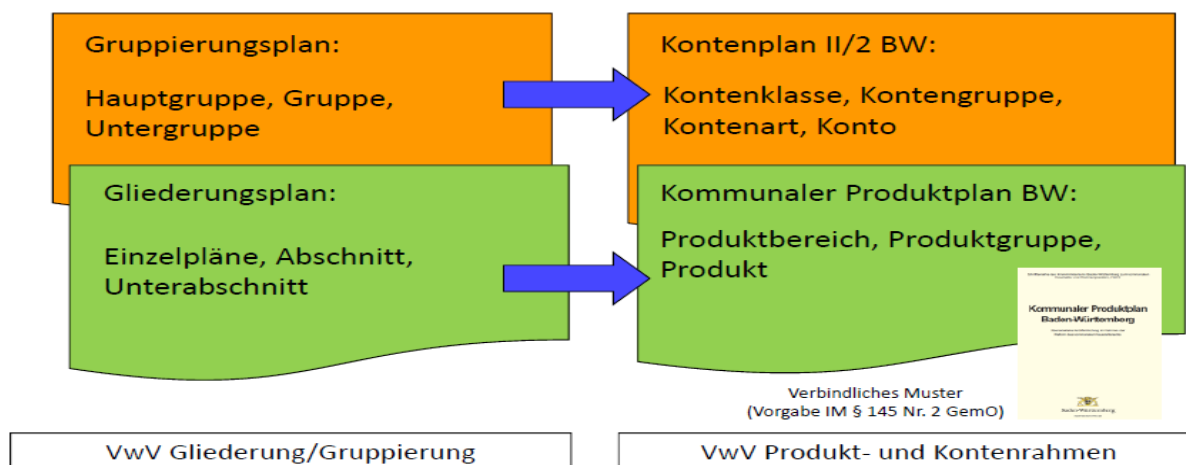 Gruppierungsplan:
Hauptgruppe, Gruppe,
Untergruppe
Kontenplan II/2 BW:
Kontenklasse, Kontengruppe,
Kontenart, Konto
Gliederungsplan:
Einzelpläne, Abschnitt,
Unterabschnitt
Kommunaler Produktplan BW:
Produktbereich, Produktgruppe,
Produkt
Kommunaler Produktplan
Baden-Württemberg
Baden-Württemberg
Verbindliches Muster
(Vorgabe IM § 145 Nr. 2 GemO)
VwV Gliederung/Gruppierung
VwV Produkt- und Kontenrahmen